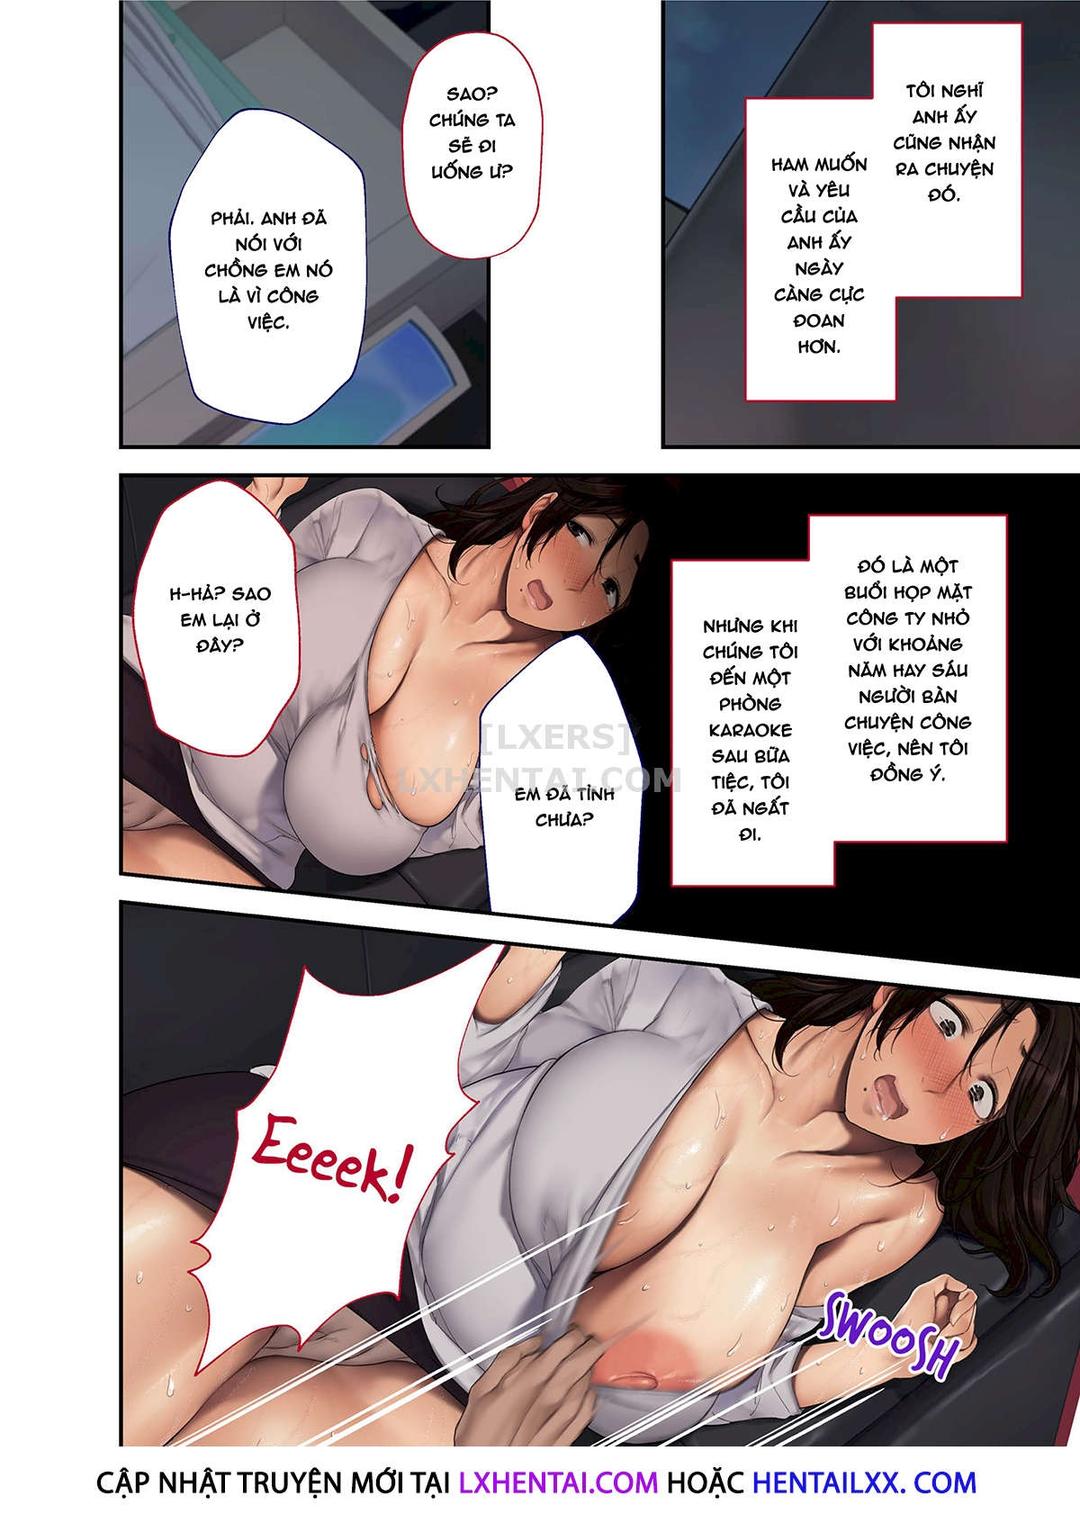 TÔI NGHĨ
ANH ẤY
CŨNG NHẬN
RA CHUYỆN
ĐÓ.
HAM MUỐN
VÀ YÊU
CẦU CỦA
ANH ẤY
NGÀY
CÀNG CỰC
ĐOAN
HƠN.
SAO?
CHÚNG TA
SẼ ĐI
UỐNG Ư?
PHẢI. ANH ĐÃ
NÓI VỚI
CHỒNG EM NÓ
LÀ VÌ CÔNG
VIỆC.
ĐÓ LÀ MỘT
BUỔI HỌP MẶT
CÔNG TY NHỎ
VỚI KHOẢNG
NĂM HAY SÁU
NGƯỜI BÀN
CHUYỆN CÔNG
VIỆC, NÊN TÔI
ĐỒNG Ý.
NHƯNG KHI
CHÚNG TÔI
ĐẾN MỘT
PHÒNG
KARAOKE
SAU BỮA
TIỆC, TÔI
ĐÃ NGẤT
ĐI.
EM ĐÃ TỈNH
CHƯA?
H-HẢ? SAO
EM LẠI Ở
ĐÂY?
[LXERS]
LXHENTAI.COM
Eeeek!
SWOOSH
CẬP NHẬT TRUYỆN MỚI TẠI LXHENTAI.COM HOẶC HENTAILXX. COM